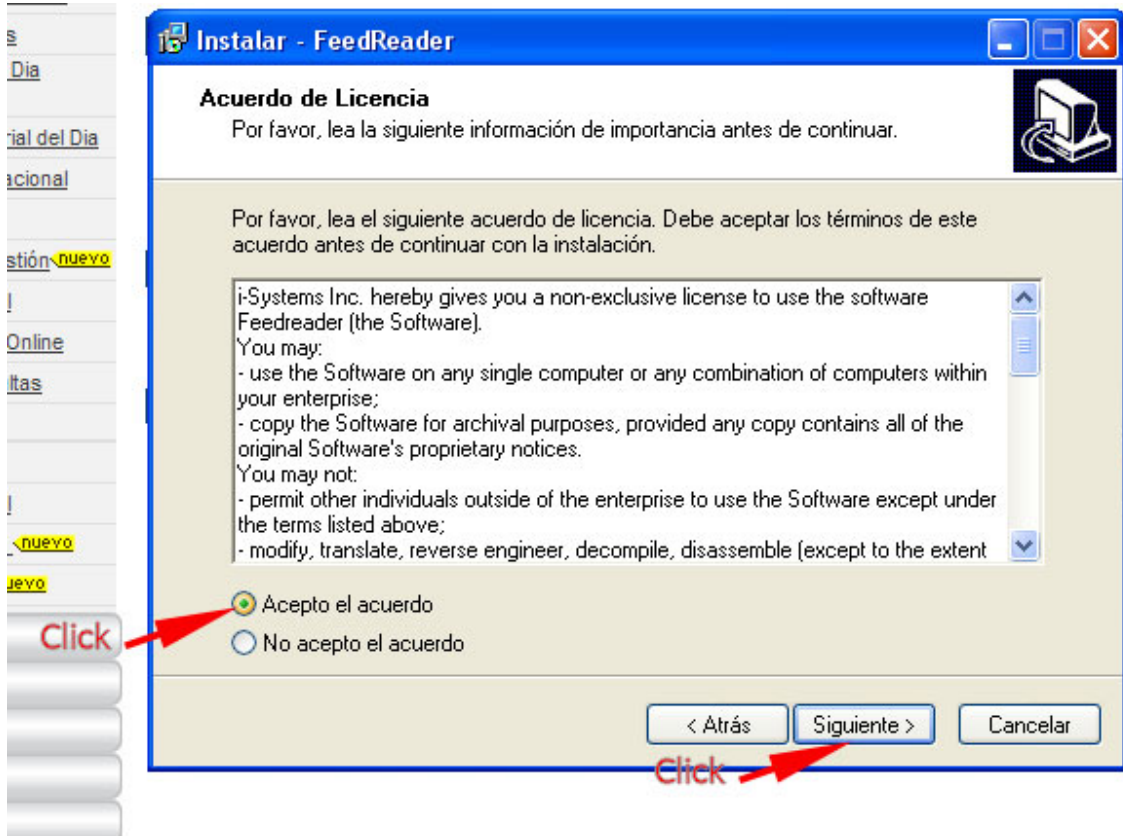 s
Dia
rial del Dia
acional
stión nuevo
l
Online
ltas
l
nuevo
uevo
Instalar - FeedReader
Acuerdo de Licencia
Por favor, lea la siguiente información de importancia antes de continuar.
Por favor, lea el siguiente acuerdo de licencia. Debe aceptar los términos de este
acuerdo antes de continuar con la instalación.
i-Systems Inc. hereby gives you a non-exclusive license to use the software
Feedreader (the Software).
You may:
- use the Software on any single computer or any combination of computers within
your enterprise;
- copy the Software for archival purposes, provided any copy contains all of the
original Software's proprietary notices.
You may not:
- permit other individuals outside of the enterprise to use the Software except under
the terms listed above;
- modify, translate, reverse engineer, decompile, disassemble (except to the extent
Acepto el acuerdo
Click
No acepto el acuerdo
< Atrás
Siguiente >
Cancelar
Click